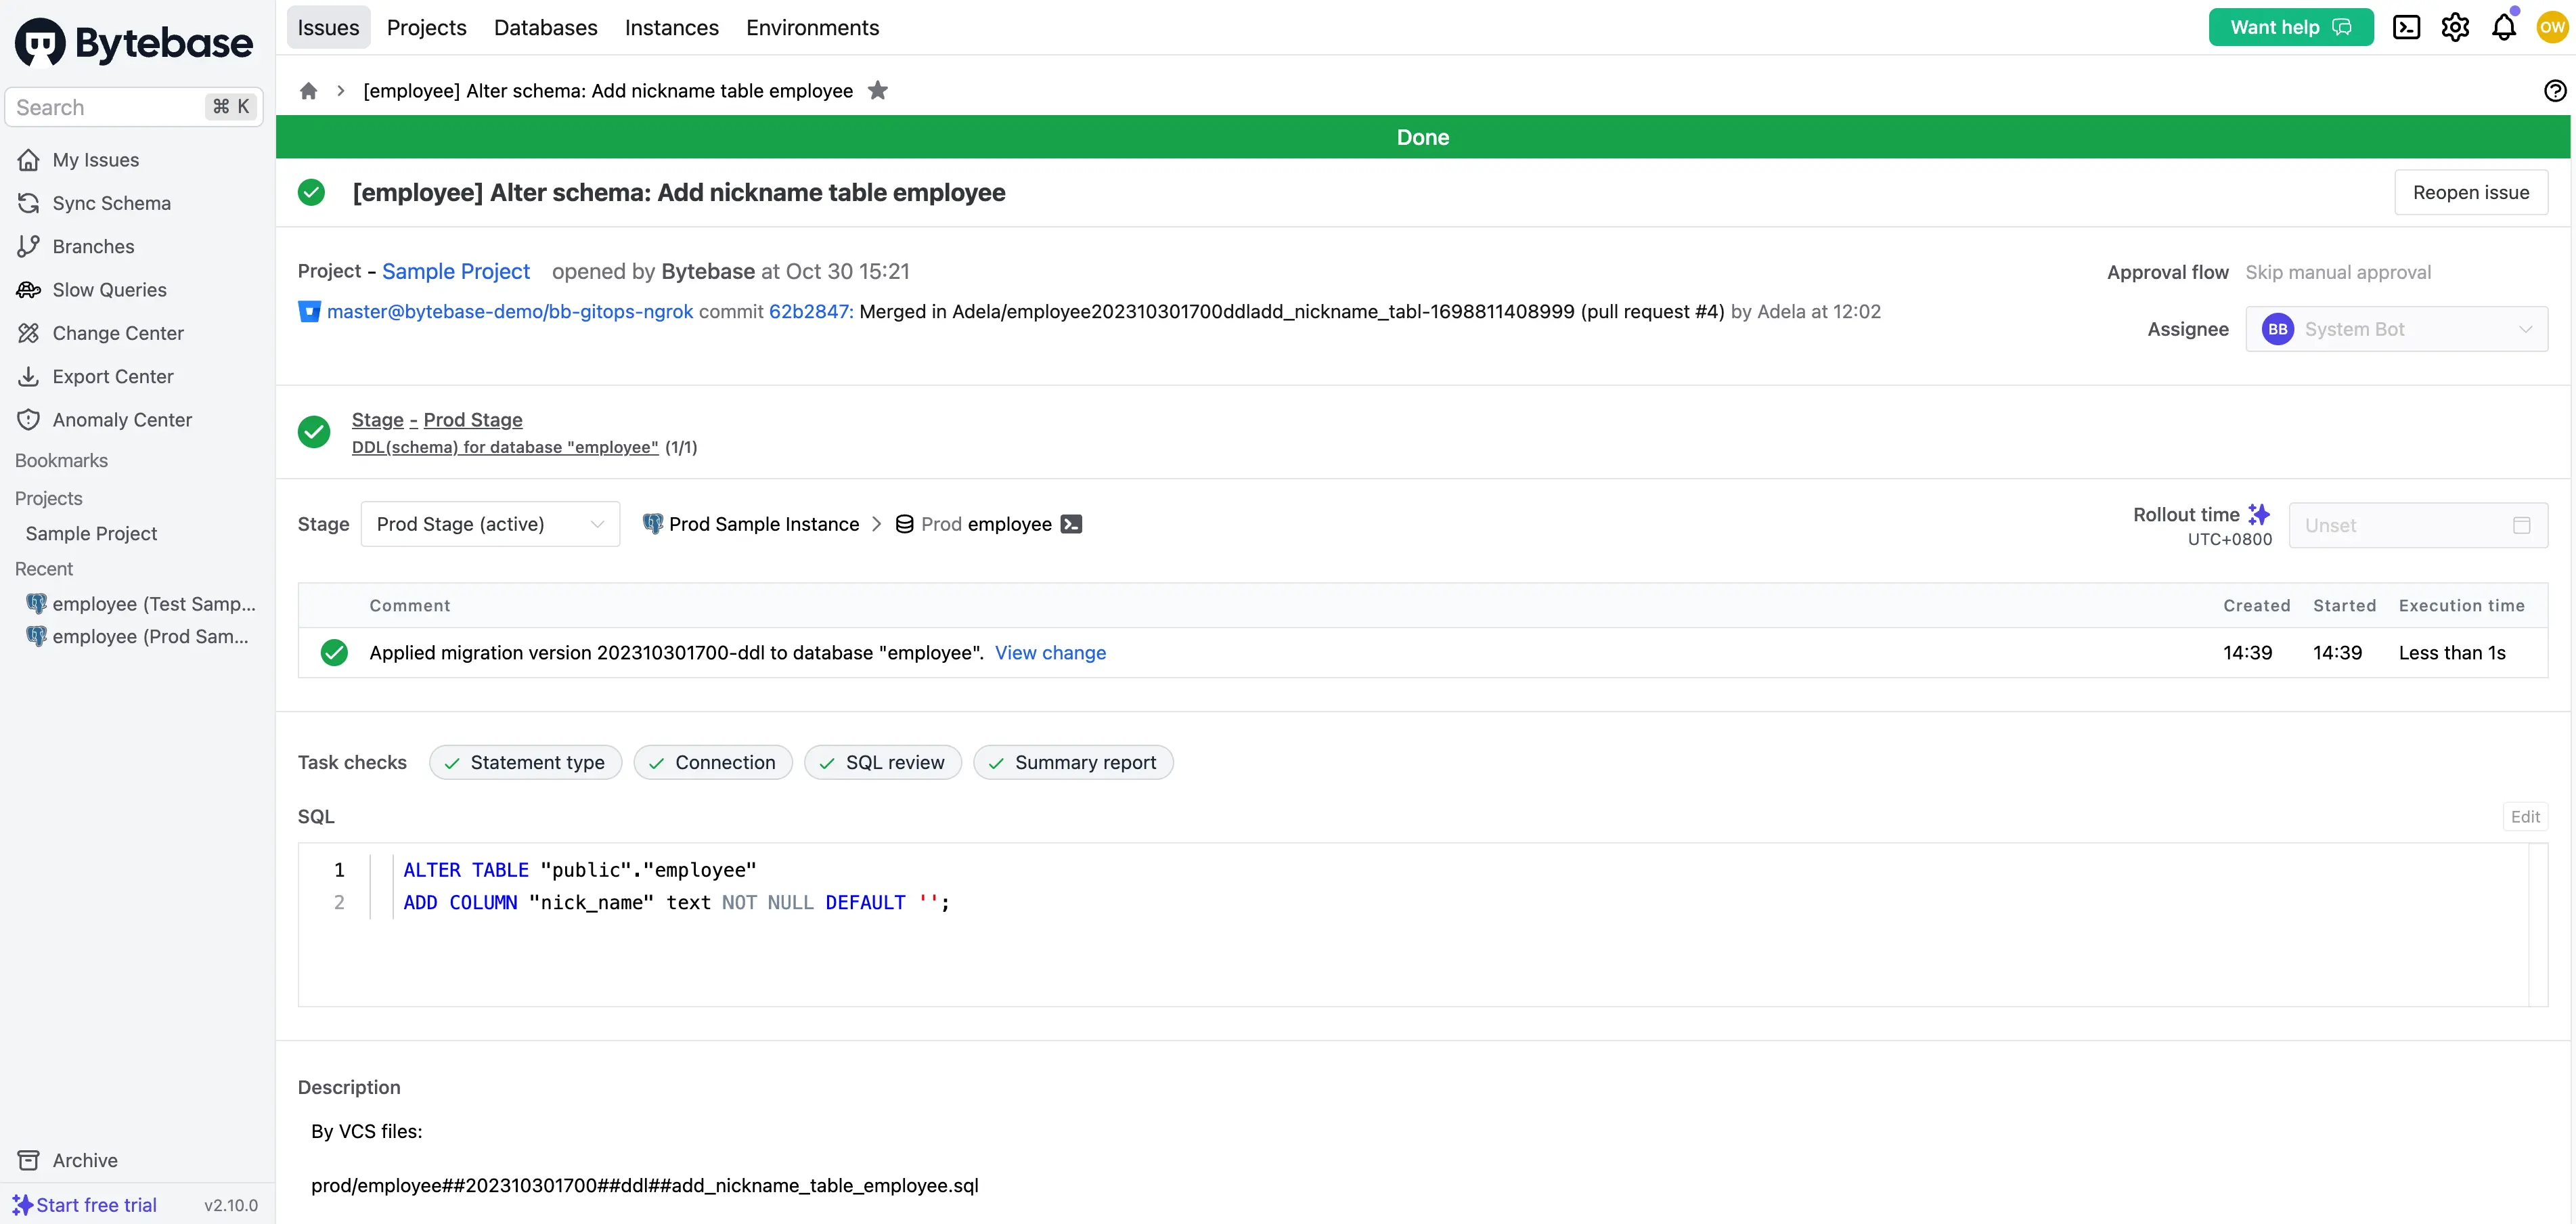 Bytebase
Issues Projects Databases Instances Environments
Want help
OW
Search ⌘ K
[employee] Alter schema: Add nickname table employee
Done
[employee] Alter schema: Add nickname table employee
Reopen issue
My Issues
Sync Schema
Branches
Slow Queries
Change Center
Export Center
Anomaly Center
Bookmarks
Projects
Sample Project
Recent
employee (Test Samp...
employee (Prod Sam...
Archive
Start free trial v2.10.0
Project - Sample Project opened by Bytebase at Oct 30 15:21
master@bytebase-demo/bb-gitops-ngrok commit 62b2847: Merged in Adela/employee202310301700ddladd_nickname_tabl-1698811408999 (pull request #4) by Adela at 12:02
Approval flow Skip manual approval
Assignee BB System Bot
Stage - Prod Stage
DDL(schema) for database "employee" (1/1)
Stage Prod Stage (active) Prod Sample Instance Prod employee
Rollout time
UTC+0800
Unset
Comment Created Started Execution time
Applied migration version 202310301700-ddl to database "employee". View change 14:39 14:39 Less than 1s
Task checks Statement type Connection SQL review Summary report
SQL Edit
1 ALTER TABLE "public"."employee"
2 ADD COLUMN "nick_name" text NOT NULL DEFAULT '';
Description
By VCS files:
prod/employee##202310301700##ddl##add_nickname_table_employee.sql